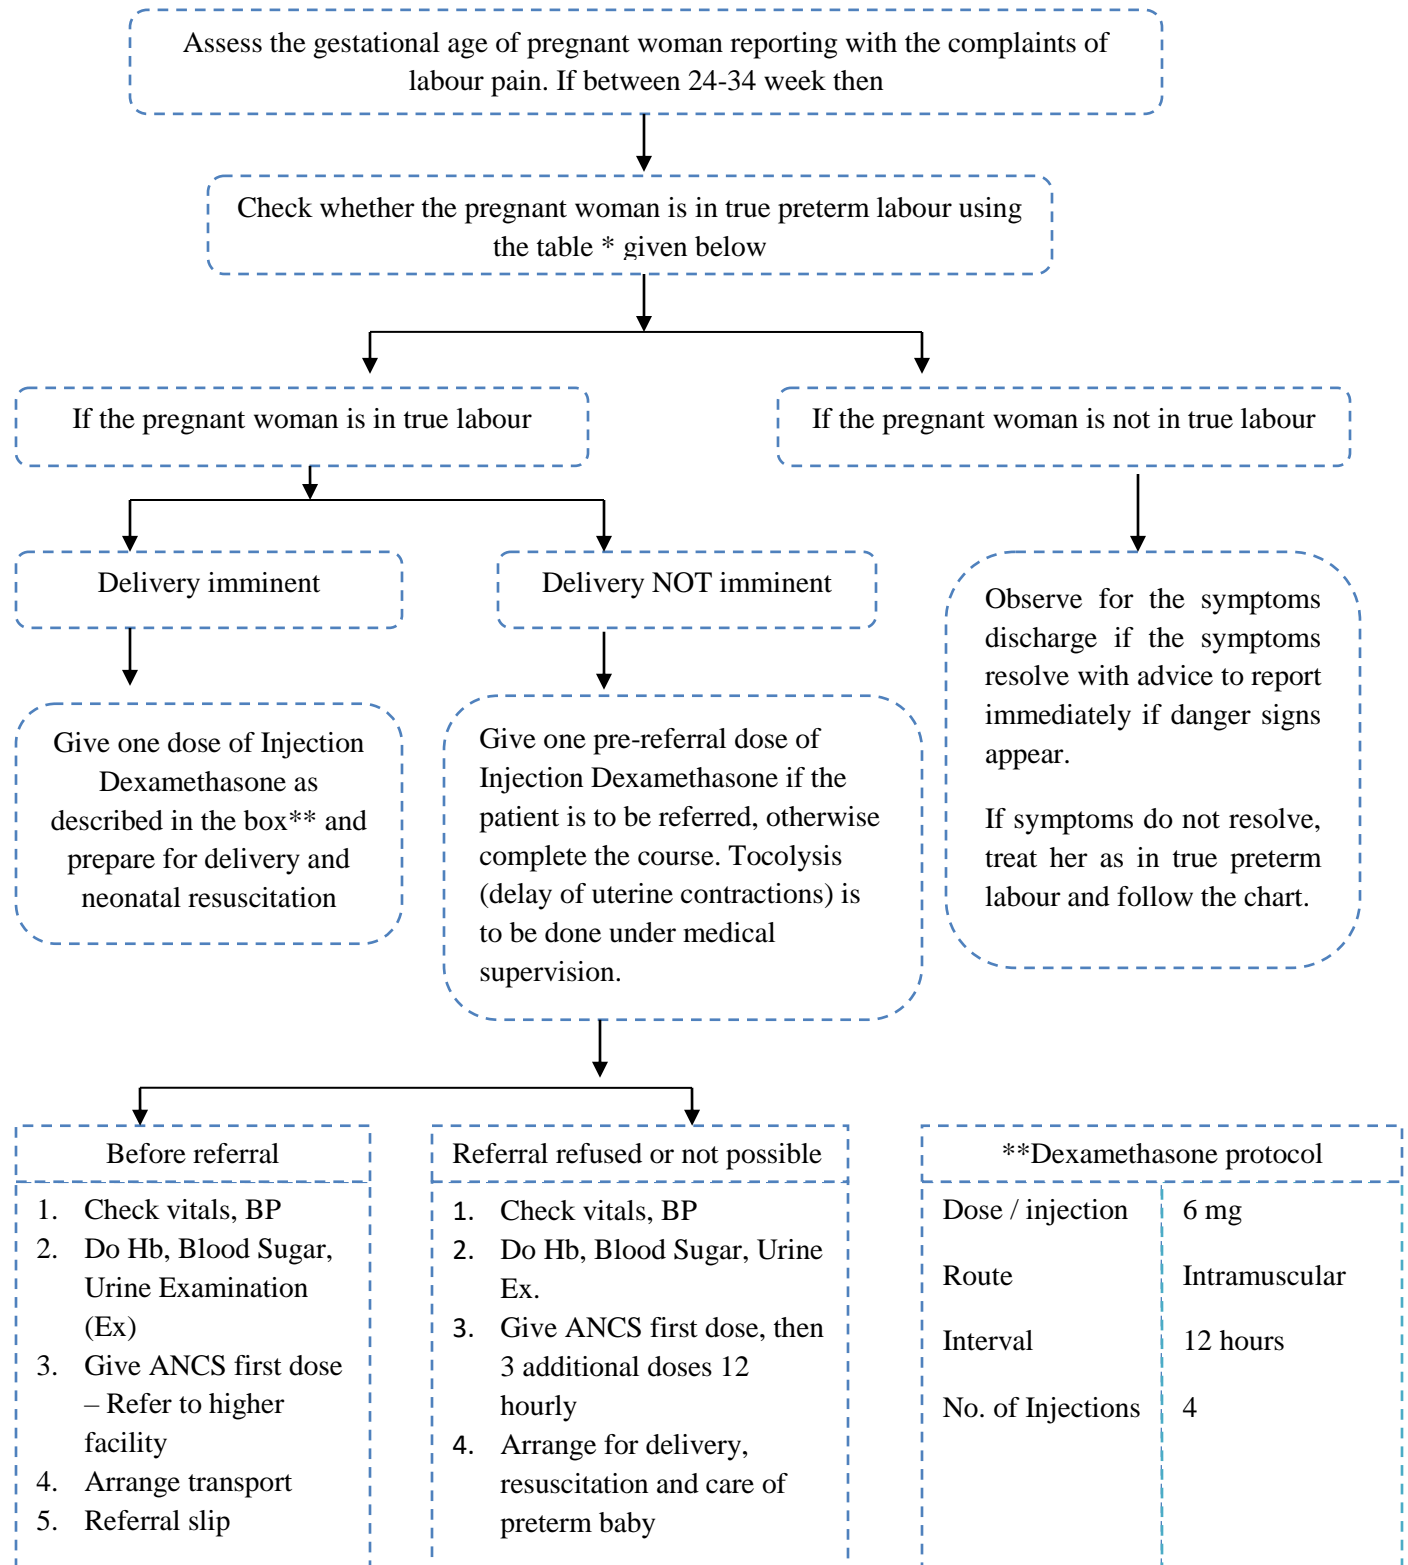 Assess the gestational age of pregnant woman reporting with the complaints of
labour pain. If between 24-34 week then
Check whether the pregnant woman is in true preterm labour using
the table * given below
If the pregnant woman is in true labour
If the pregnant woman is not in true labour
Delivery imminent
Delivery NOT imminent
Give one dose of Injection
Dexamethasone as
described in the box** and
prepare for delivery and
neonatal resuscitation
Give one pre-referral dose of
Injection Dexamethasone if the
patient is to be referred, otherwise
complete the course. Tocolysis
(delay of uterine contractions) is
to be done under medical
supervision.
Observe for the symptoms
discharge if the symptoms
resolve with advice to report
immediately if danger signs
appear.
If symptoms do not resolve,
treat her as in true preterm
labour and follow the chart.
Before referral
1. Check vitals, BP
2. Do Hb, Blood Sugar,
Urine Examination
(Ex)
3. Give ANCS first dose
– Refer to higher
facility
4. Arrange transport
5. Referral slip
Referral refused or not possible
1. Check vitals, BP
2. Do Hb, Blood Sugar, Urine
Ex.
3. Give ANCS first dose, then
3 additional doses 12
hourly
4. Arrange for delivery,
resuscitation and care of
preterm baby
**Dexamethasone protocol
Dose / injection 6 mg
Route Intramuscular
Interval 12 hours
No. of Injections 4